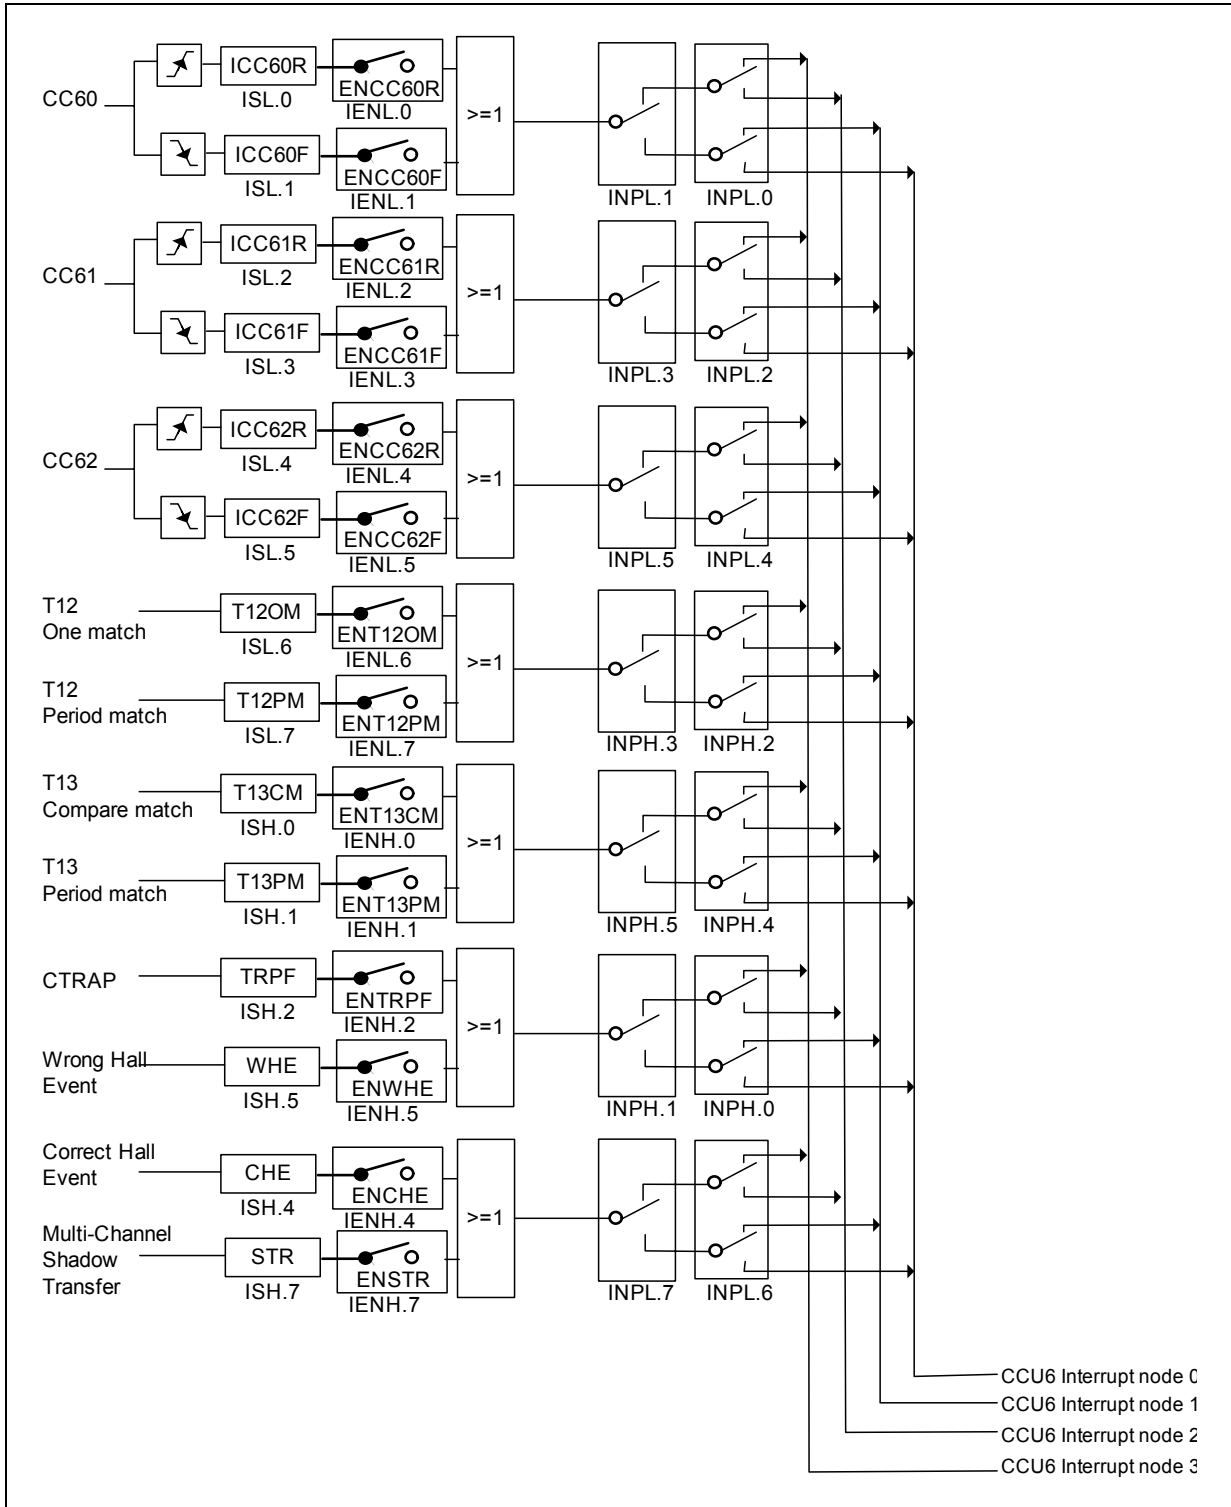 CC60
ICC60R
ISL.0
ENCC60R
IENL.0
ICC60F
ISL.1
ENCC60F
IENL.1
>=1
INPL.1
INPL.0
CC61
ICC61R
ISL.2
ENCC61R
IENL.2
ICC61F
ISL.3
ENCC61F
IENL.3
>=1
INPL.3
INPL.2
CC62
ICC62R
ISL.4
ENCC62R
IENL.4
ICC62F
ISL.5
ENCC62F
IENL.5
>=1
INPL.5
INPL.4
T12
One match
T12OM
ISL.6
ENT12OM
IENL.6
T12
Period match
T12PM
ISL.7
ENT12PM
IENL.7
>=1
INPH.3
INPH.2
T13
Compare match
T13CM
ISH.0
ENT13CM
IENH.0
T13
Period match
T13PM
ISH.1
ENT13PM
IENH.1
>=1
INPH.5
INPH.4
CTRAP
TRPF
ISH.2
ENTRPF
IENH.2
Wrong Hall
Event
WHE
ISH.5
ENWHE
IENH.5
>=1
INPH.1
INPH.0
Correct Hall
Event
CHE
ISH.4
ENCHE
IENH.4
Multi-Channel
Shadow
Transfer
STR
ISH.7
ENSTR
IENH.7
>=1
INPL.7
INPL.6
CCU6 Interrupt node 0
CCU6 Interrupt node 1
CCU6 Interrupt node 2
CCU6 Interrupt node 3